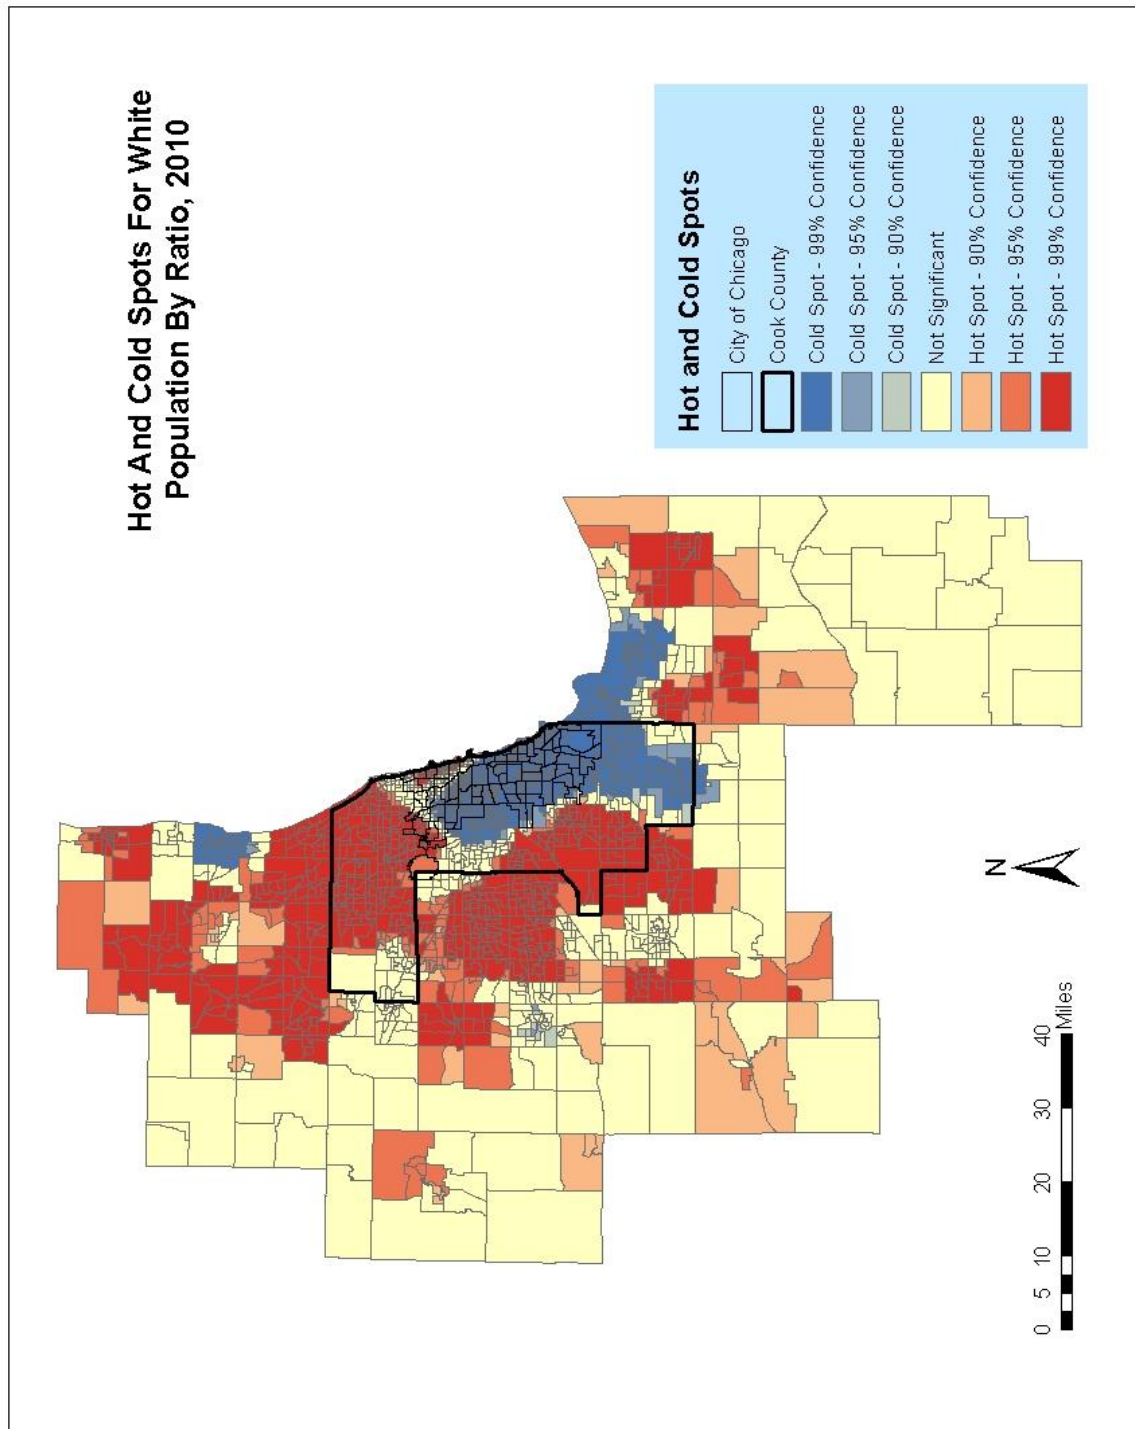 Hot And Cold Spots For White
Population By Ratio, 2010
Hot and Cold Spots
City of Chicago
Cook County
Cold Spot - 99% Confidence
Cold Spot - 95% Confidence
Cold Spot - 90% Confidence
Not Significant
Hot Spot - 90% Confidence
Hot Spot - 95% Confidence
Hot Spot - 99% Confidence
N
0 5 10 20 30 40
Miles